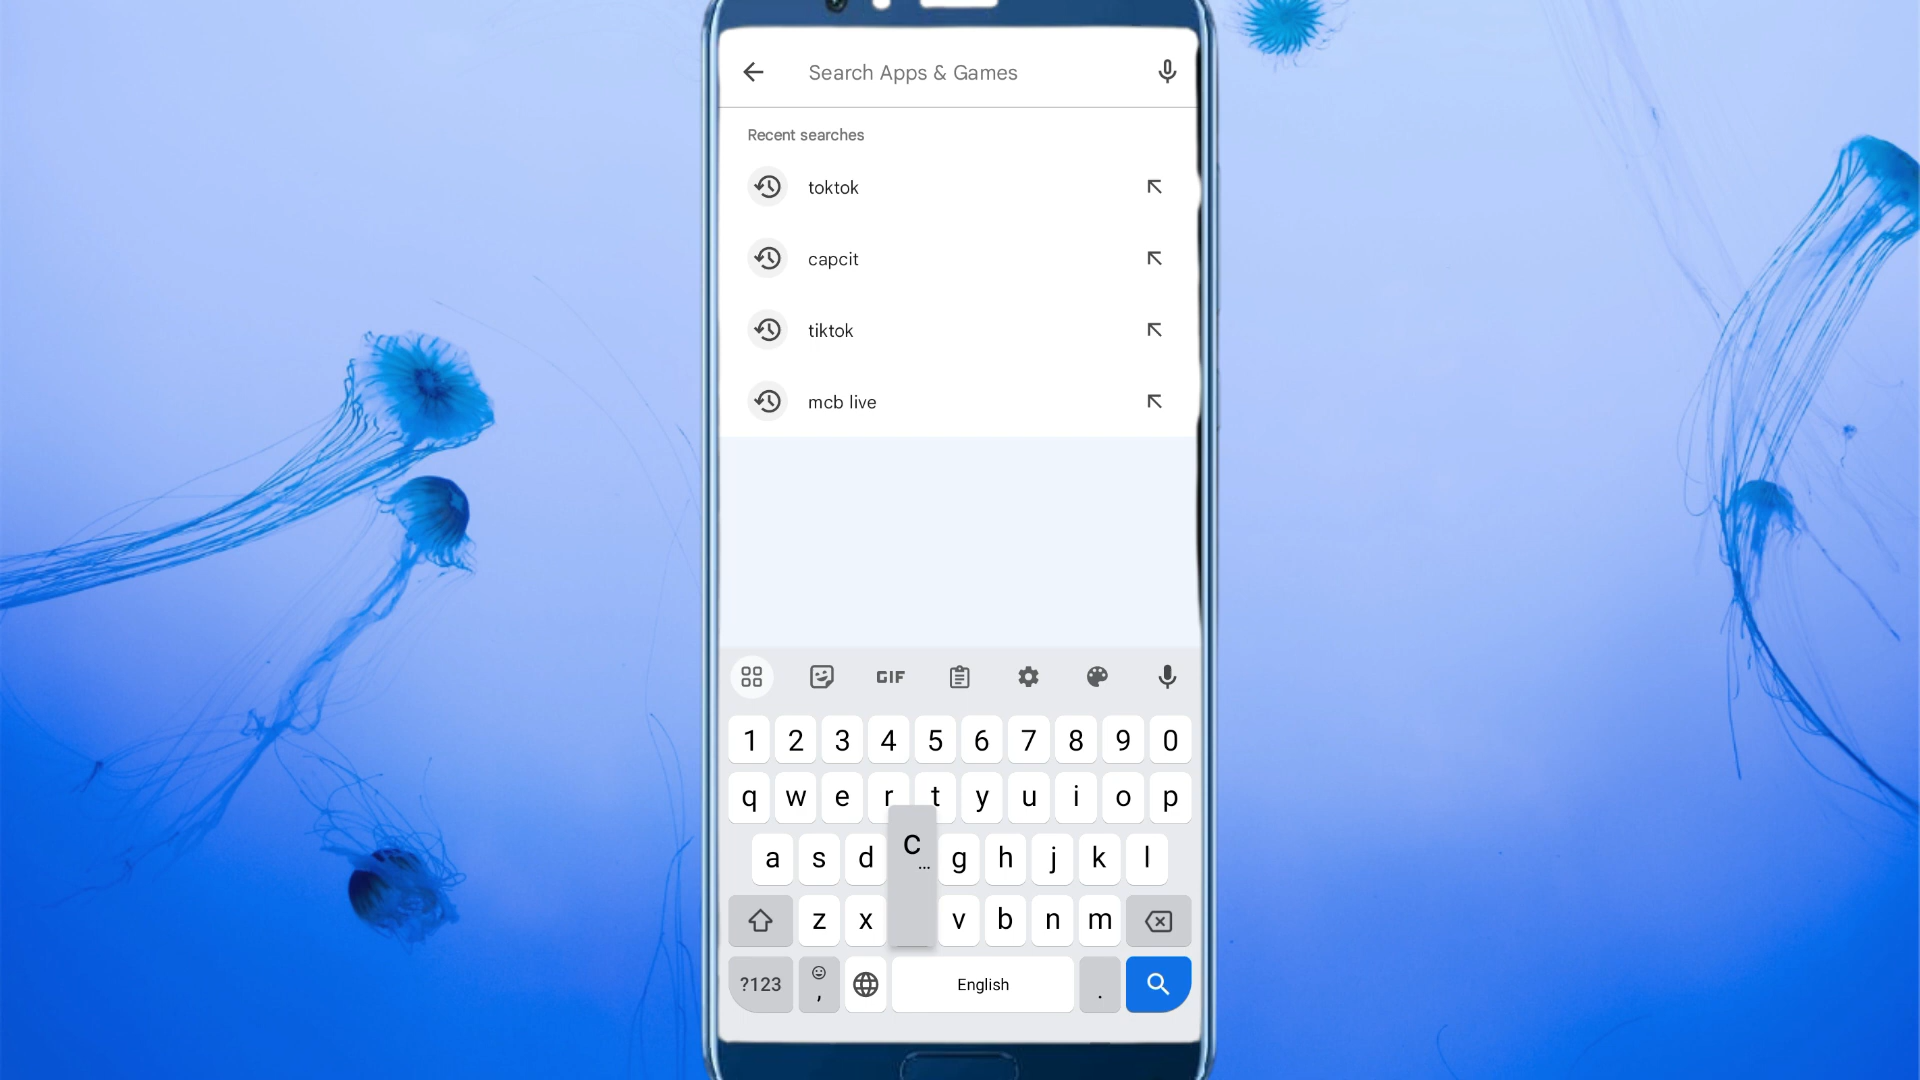 Search Apps & Games
Recent searches
toktok
capcit
tiktok
mcb live
GIF
1 2 3 4 5 6 7 8 9 0
q w e r t y u i o p
a s d c... g h j k l
z x v b n m
?123 , English .